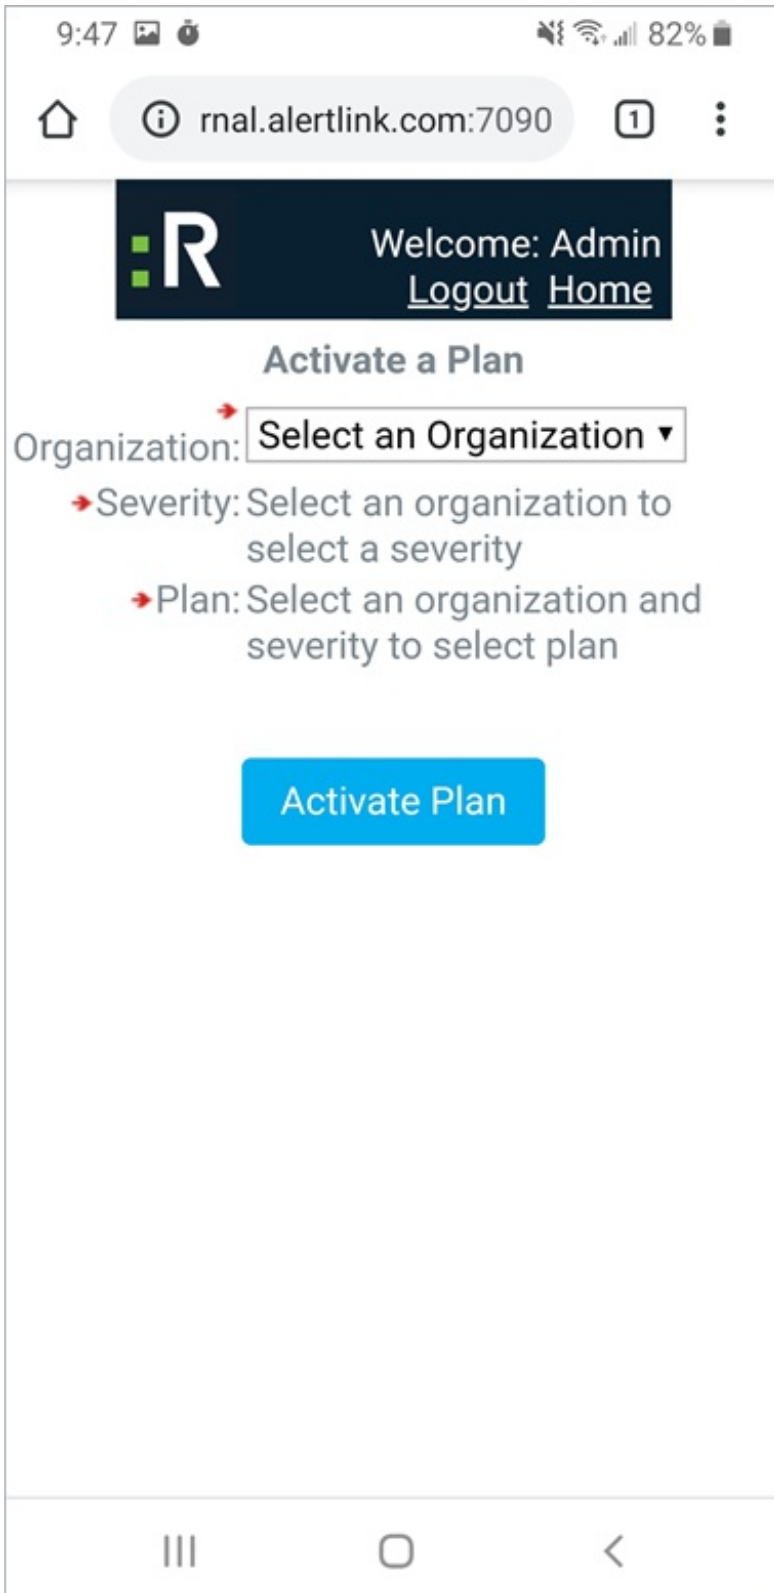 9:47 82%
rnal.alertlink.com:7090 1
:R
Welcome: Admin
Logout Home
Activate a Plan
Organization: Select an Organization
Severity: Select an organization to
select a severity
Plan: Select an organization and
severity to select plan
Activate Plan